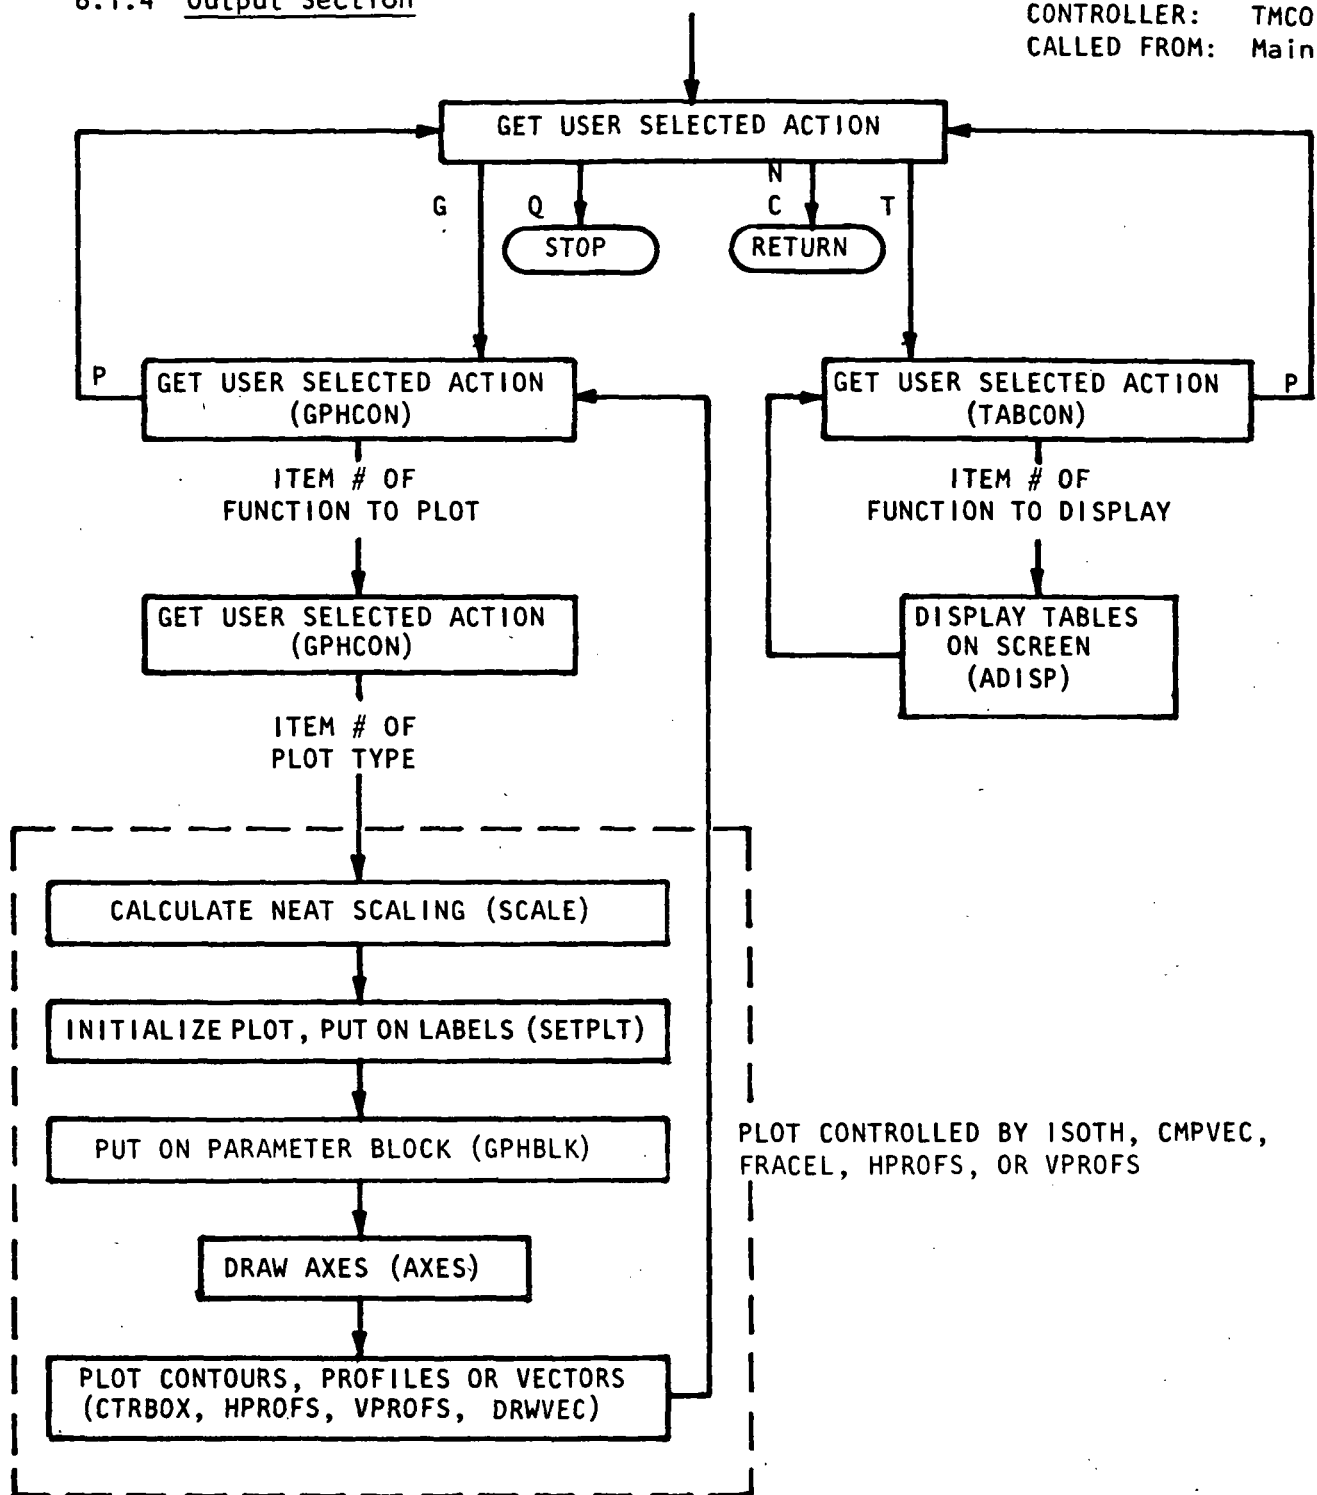 6.1.4 Output Section
CONTROLLER: TMCO
CALLED FROM: Main
GET USER SELECTED ACTION
G
Q
N
C
T
STOP
RETURN
P
GET USER SELECTED ACTION
(GPHCON)
GET USER SELECTED ACTION
(TABCON)
P
ITEM # OF
FUNCTION TO PLOT
ITEM # OF
FUNCTION TO DISPLAY
GET USER SELECTED ACTION
(GPHCON)
DISPLAY TABLES
ON SCREEN
(ADISP)
ITEM # OF
PLOT TYPE
CALCULATE NEAT SCALING (SCALE)
INITIALIZE PLOT, PUT ON LABELS (SETPLT)
PUT ON PARAMETER BLOCK (GPHBLK)
PLOT CONTROLLED BY ISOTH, CMPVEC,
FRACEL, HPROFS, OR VPROFS
DRAW AXES (AXES)
PLOT CONTOURS, PROFILES OR VECTORS
(CTRBOX, HPROFS, VPROFS, DRWVEC)